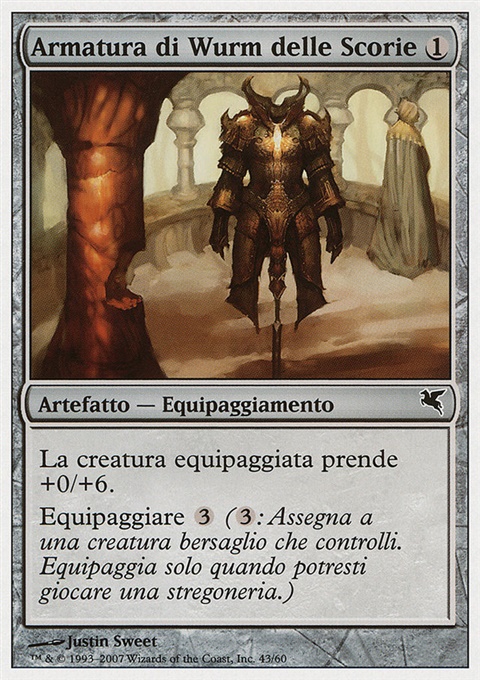 Armatura di Wurm delle Scorie 1
Artefatto — Equipaggiamento
La creatura equipaggiata prende
+0/+6.
Equipaggiare 3 (3: Assegna a
una creatura bersaglio che controlli.
Equipaggia solo quando potresti
giocare una stregoneria.)
Justin Sweet
™ & © 1993–2007 Wizards of the Coast, Inc. 43/60